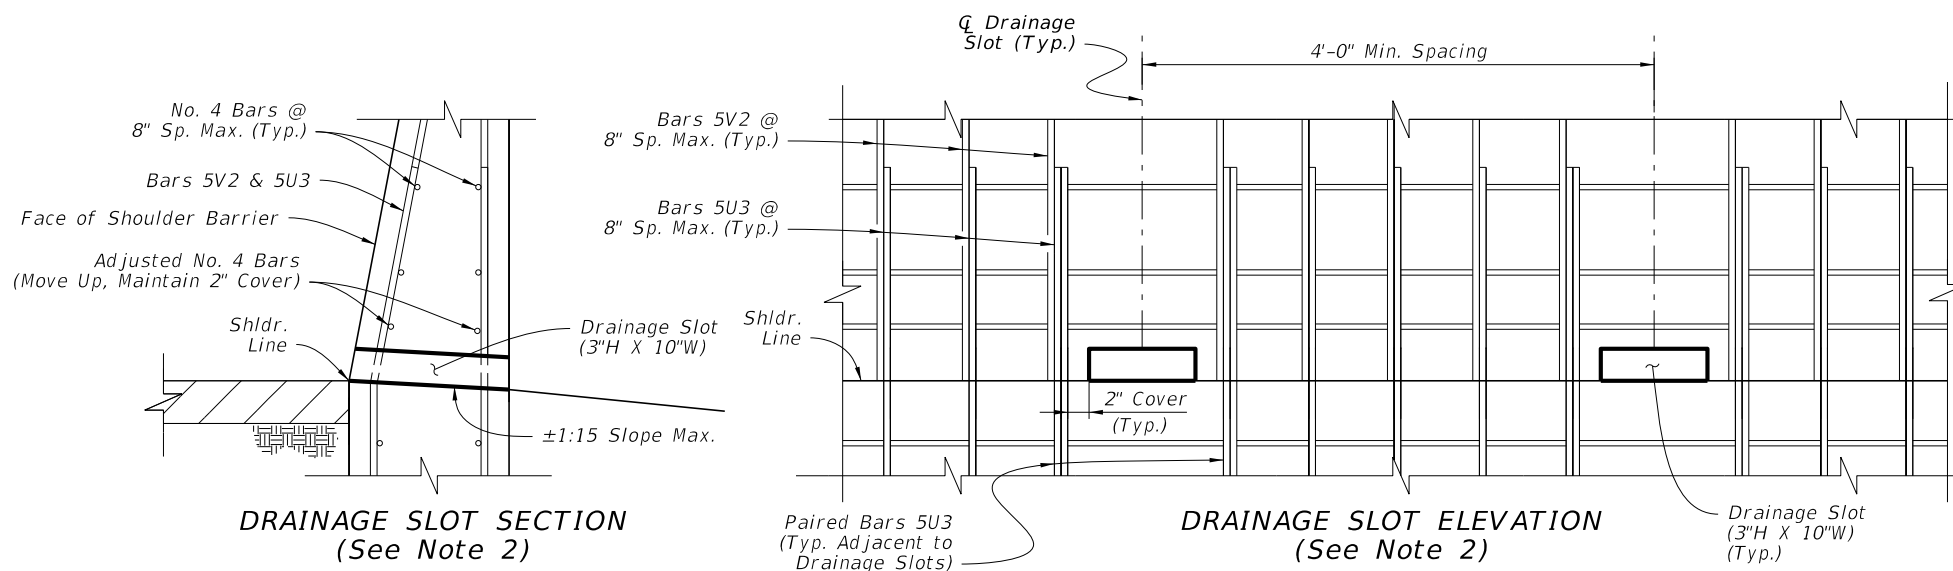 No. 4 Bars @
8" Sp. Max. (Typ.)
Bars 5V2 & 5U3
Face of Shoulder Barrier
Adjusted No. 4 Bars
(Move Up, Maintain 2" Cover)
Shldr.
Line
Drainage Slot
(3"H X 10"W)
±1:15 Slope Max.
DRAINAGE SLOT SECTION
(See Note 2)
℄ Drainage
Slot (Typ.)
4'-0" Min. Spacing
Bars 5V2 @
8" Sp. Max. (Typ.)
Bars 5U3 @
8" Sp. Max. (Typ.)
Shldr.
Line
2" Cover
(Typ.)
Paired Bars 5U3
(Typ. Adjacent to
Drainage Slots)
DRAINAGE SLOT ELEVATION
(See Note 2)
Drainage Slot
(3"H X 10"W)
(Typ.)